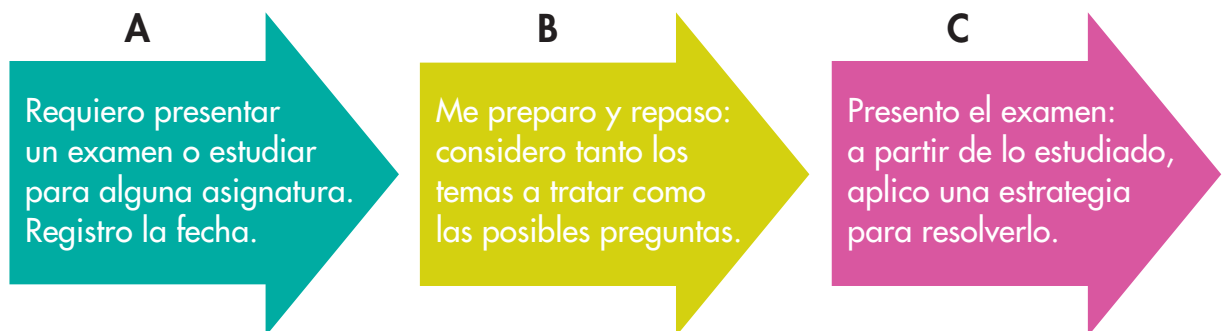 A
Requiero presentar
un examen o estudiar
para alguna asignatura.
Registro la fecha.
B
Me preparo y repaso:
considero tanto los
temas a tratar como
las posibles preguntas.
C
Presento el examen:
a partir de lo estudiado,
aplico una estrategia
para resolverlo.